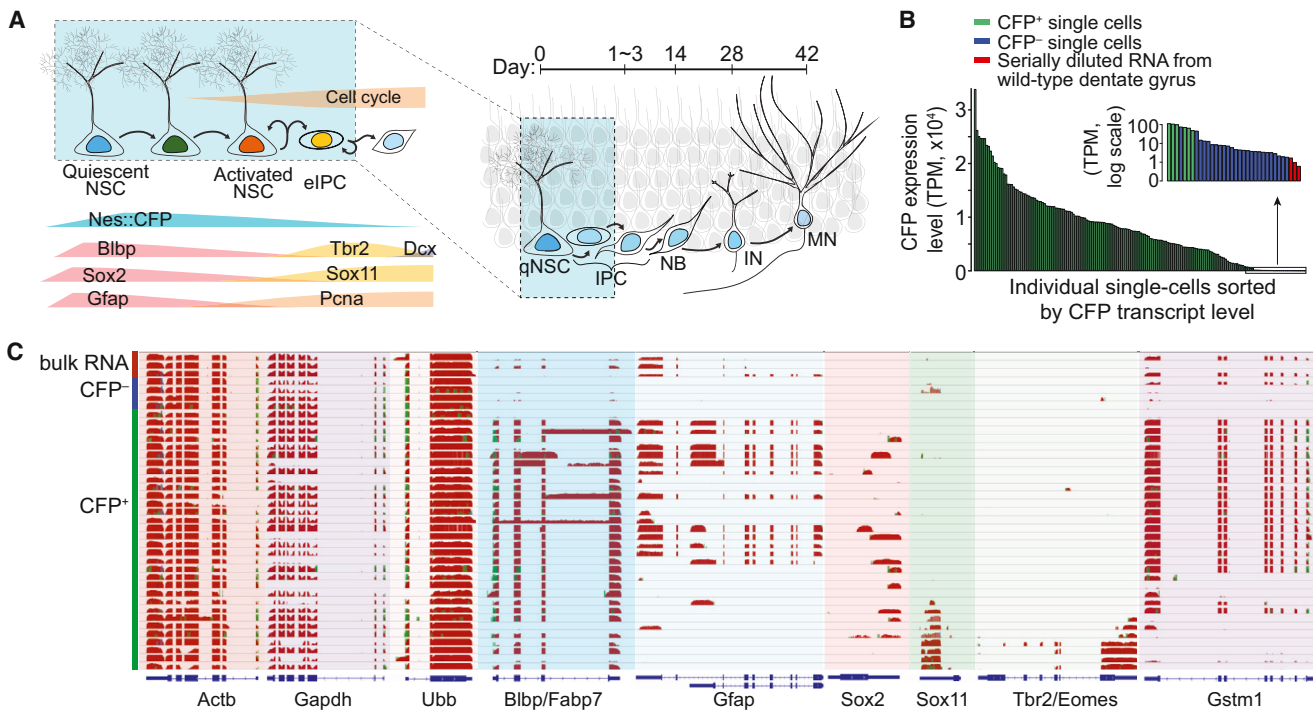 A
Cell cycle
Quiescent
NSC
Activated
NSC
eIPC
Nes::CFP
Blbp
Tbr2
Dcx
Sox2
Sox11
Gfap
Pcna
Day:
0
1~3
14
28
42
qNSC
IPC
NB
IN
MN
B
CFP+ single cells
CFP− single cells
Serially diluted RNA from
wild-type dentate gyrus
CFP expression
level (TPM, x10⁴)
3
2
1
0
(TPM,
log scale)
100
10
1
0
Individual single-cells sorted
by CFP transcript level
C
bulk RNA
CFP−
CFP+
Actb
Gapdh
Ubb
Blbp/Fabp7
Gfap
Sox2
Sox11
Tbr2/Eomes
Gstm1